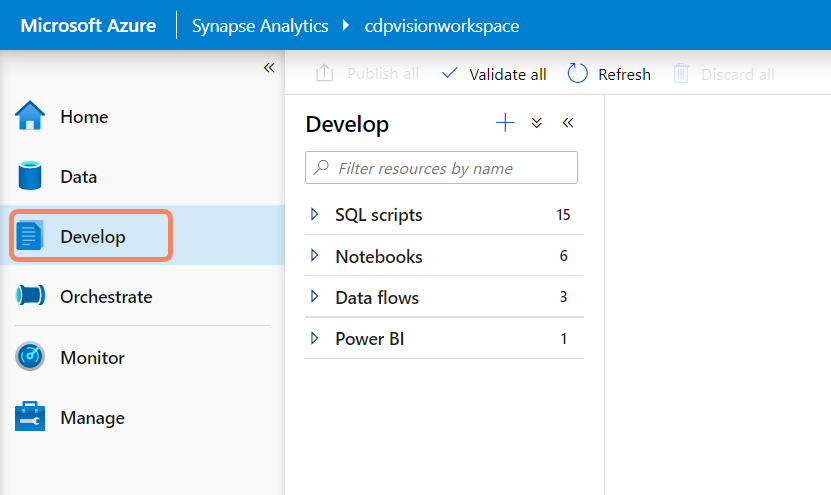 Microsoft Azure Synapse Analytics cdpvisionworkspace
Publish all Validate all Refresh Discard all
Home
Data
Develop
Orchestrate
Monitor
Manage
Develop
Filter resources by name
SQL scripts 15
Notebooks 6
Data flows 3
Power BI 1